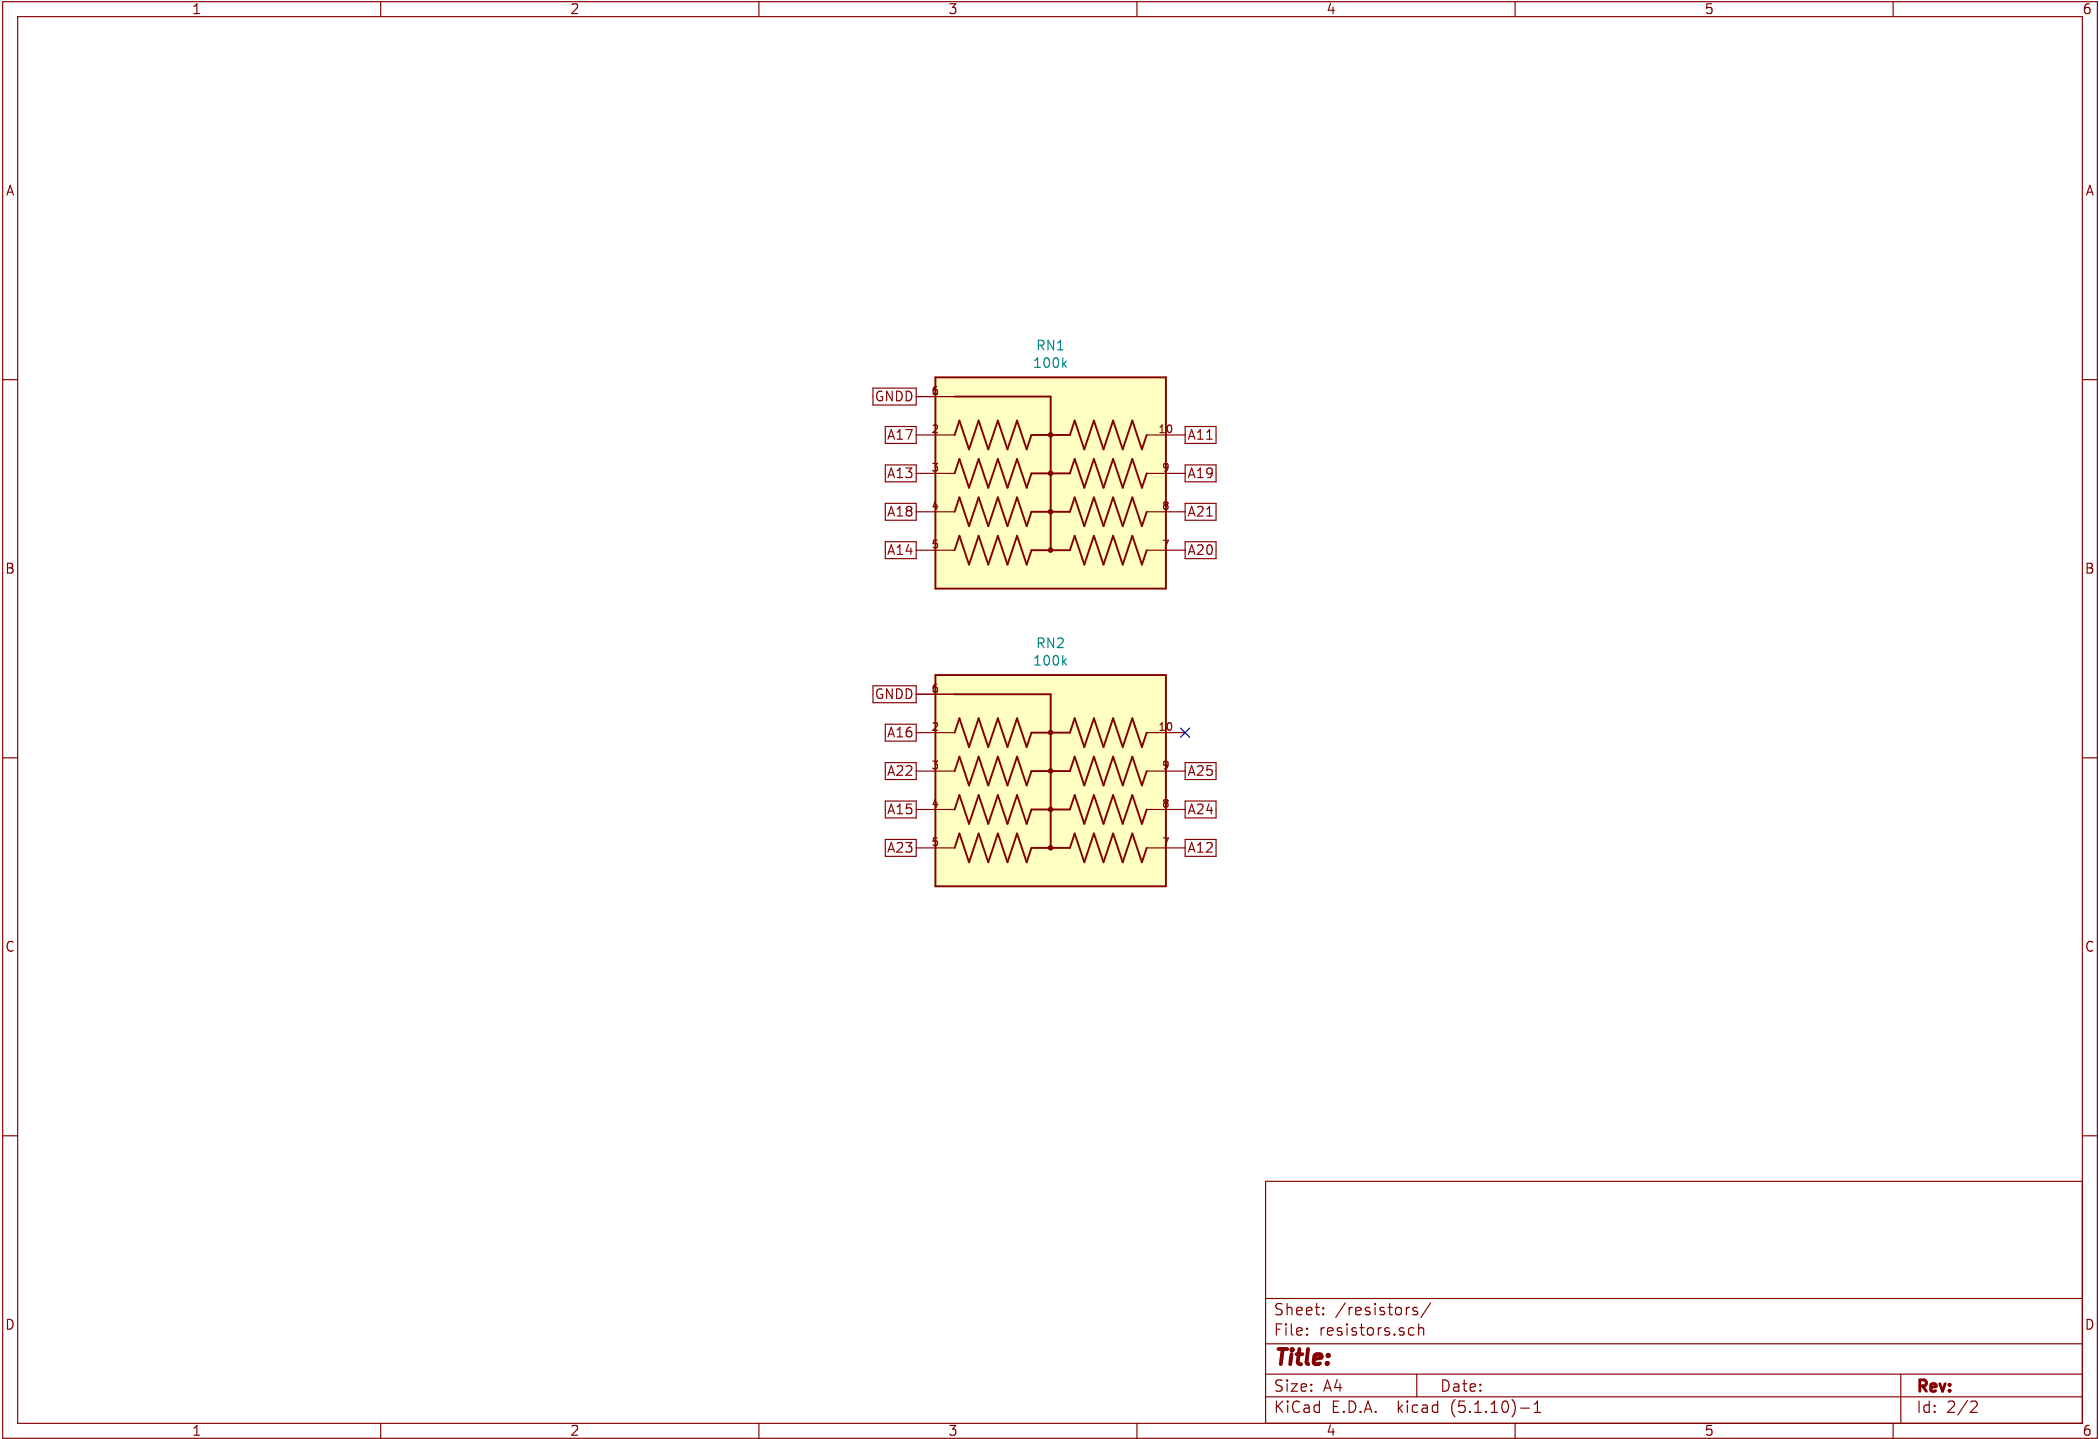 1 2 3 4 5 6
A A
RN1
100k
GNDD 6
A17 2 10 A11
A13 3 9 A19
A18 4 8 A21
A14 5 7 A20
B B
RN2
100k
GNDD 6
A16 2 10
A22 3 9 A25
A15 4 8 A24
A23 5 7 A12
C C
Sheet: /resistors/
File: resistors.sch
D D
Title:
Size: A4 Date: Rev:
KiCad E.D.A. kicad (5.1.10)-1 Id: 2/2
1 2 3 4 5 6